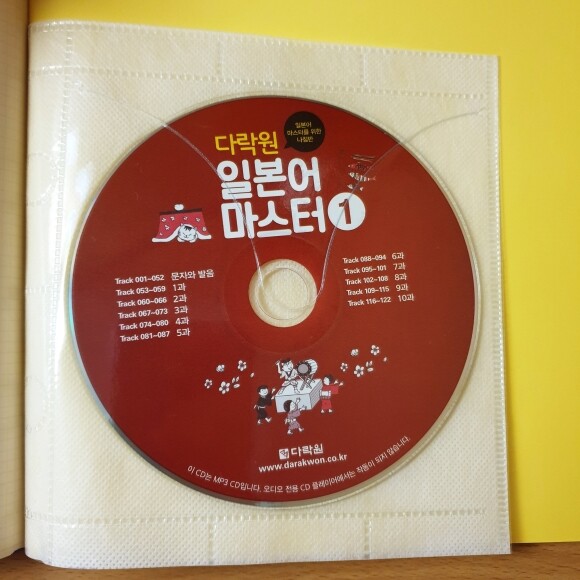 일본어
마스터를 위한
나침반
다락원
일본어
마스터 1
Track 001~052 문자와 발음
Track 053~059 1과
Track 060~066 2과
Track 067~073 3과
Track 074~080 4과
Track 081~087 5과
Track 088~094 6과
Track 095~101 7과
Track 102~108 8과
Track 109~115 9과
Track 116~122 10과
다락원
www.darakwon.co.kr
이 CD는 MP3 CD입니다. 오디오 전용 CD 플레이어에서는 작동이 되지 않습니다.